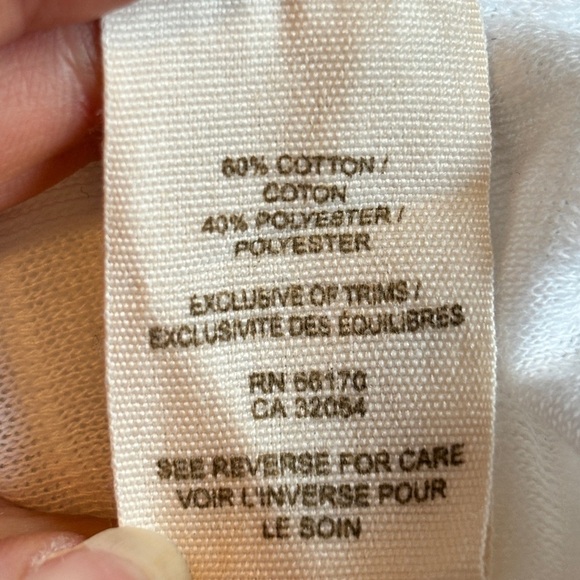 60% COTTON /
COTON
40% POLYESTER /
POLYESTER
EXCLUSIVE OF TRIMS /
EXCLUSIVITE DES ÉQUILIBRES
RN 66170
CA 32054
SEE REVERSE FOR CARE
VOIR L'INVERSE POUR
LE SOIN